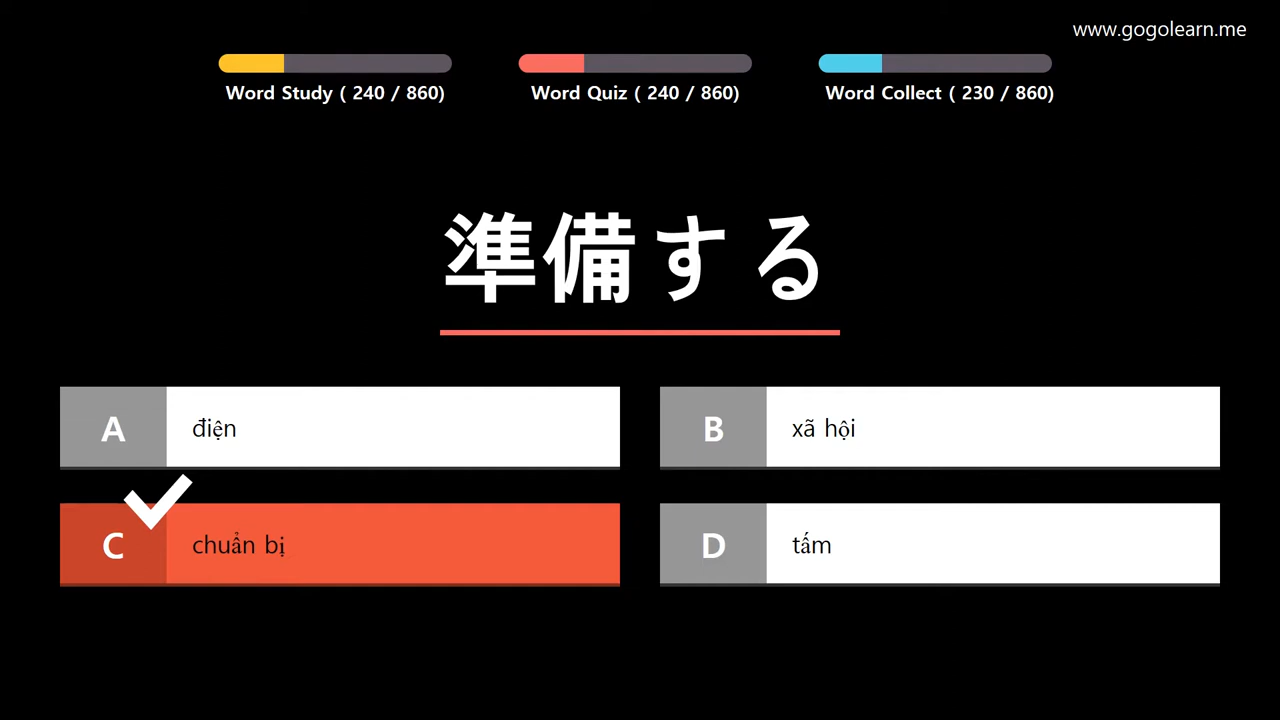 www.gogolearn.me
Word Study ( 240 / 860)
Word Quiz ( 240 / 860)
Word Collect ( 230 / 860)
準備する
A điện
B xã hội
C chuẩn bị
D tấm